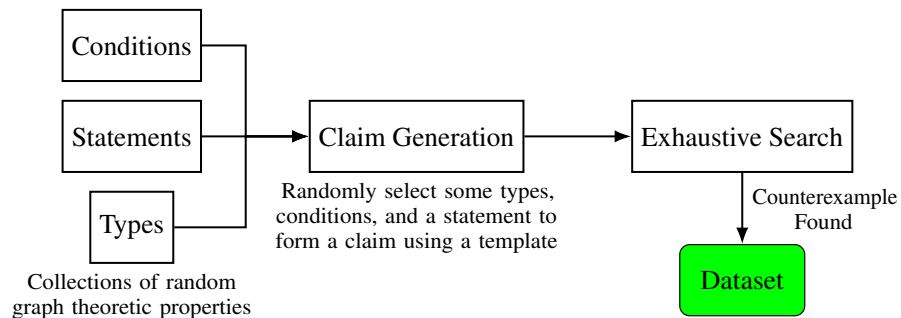 Conditions
Statements
Types
Collections of random
graph theoretic properties
Claim Generation
Randomly select some types,
conditions, and a statement to
form a claim using a template
Exhaustive Search
Counterexample
Found
Dataset